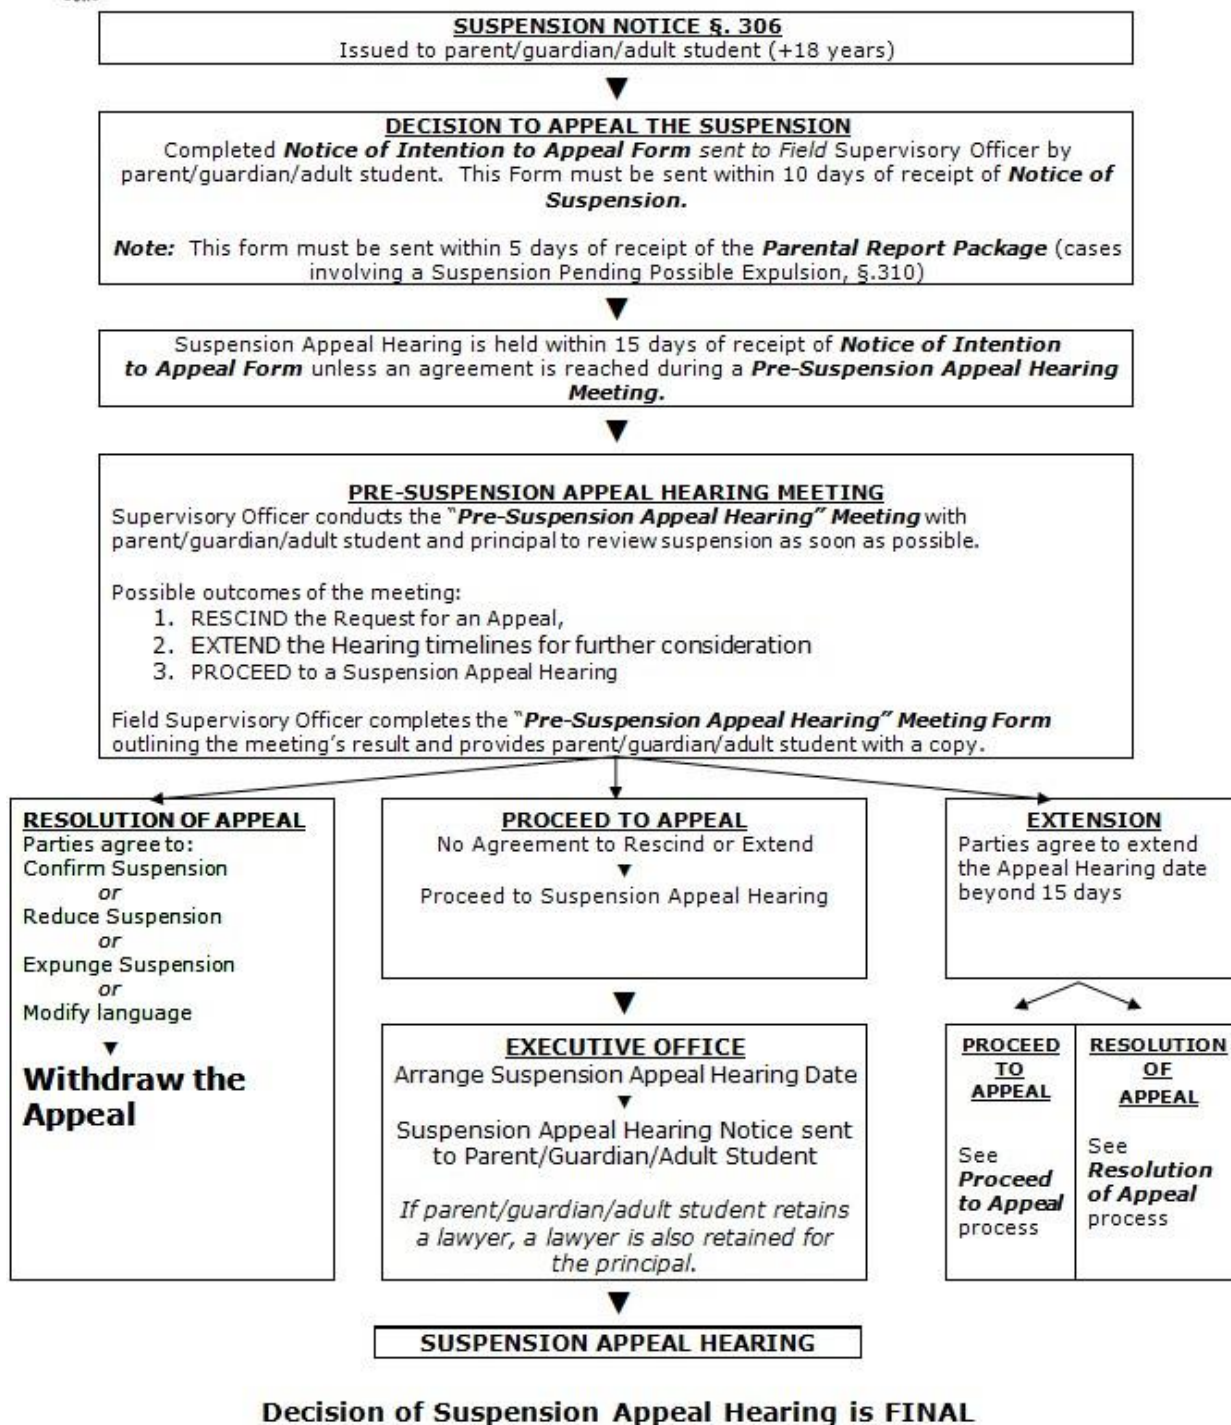 SUSPENSION NOTICE §. 306
Issued to parent/guardian/adult student (+18 years)
DECISION TO APPEAL THE SUSPENSION
Completed Notice of Intention to Appeal Form sent to Field Supervisory Officer by
parent/guardian/adult student. This Form must be sent within 10 days of receipt of Notice of
Suspension.
Note: This form must be sent within 5 days of receipt of the Parental Report Package (cases
involving a Suspension Pending Possible Expulsion, §.310)
Suspension Appeal Hearing is held within 15 days of receipt of Notice of Intention
to Appeal Form unless an agreement is reached during a Pre-Suspension Appeal Hearing
Meeting.
PRE-SUSPENSION APPEAL HEARING MEETING
Supervisory Officer conducts the “Pre-Suspension Appeal Hearing” Meeting with
parent/guardian/adult student and principal to review suspension as soon as possible.
Possible outcomes of the meeting:
1. RESCIND the Request for an Appeal,
2. EXTEND the Hearing timelines for further consideration
3. PROCEED to a Suspension Appeal Hearing
Field Supervisory Officer completes the “Pre-Suspension Appeal Hearing” Meeting Form
outlining the meeting’s result and provides parent/guardian/adult student with a copy.
RESOLUTION OF APPEAL
Parties agree to:
Confirm Suspension
or
Reduce Suspension
or
Expunge Suspension
or
Modify language
Withdraw the
Appeal
PROCEED TO APPEAL
No Agreement to Rescind or Extend
Proceed to Suspension Appeal Hearing
EXECUTIVE OFFICE
Arrange Suspension Appeal Hearing Date
Suspension Appeal Hearing Notice sent
to Parent/Guardian/Adult Student
If parent/guardian/adult student retains
a lawyer, a lawyer is also retained for
the principal.
EXTENSION
Parties agree to extend
the Appeal Hearing date
beyond 15 days
PROCEED
TO
APPEAL
See
Proceed
to Appeal
process
RESOLUTION
OF
APPEAL
See
Resolution
of Appeal
process
SUSPENSION APPEAL HEARING
Decision of Suspension Appeal Hearing is FINAL